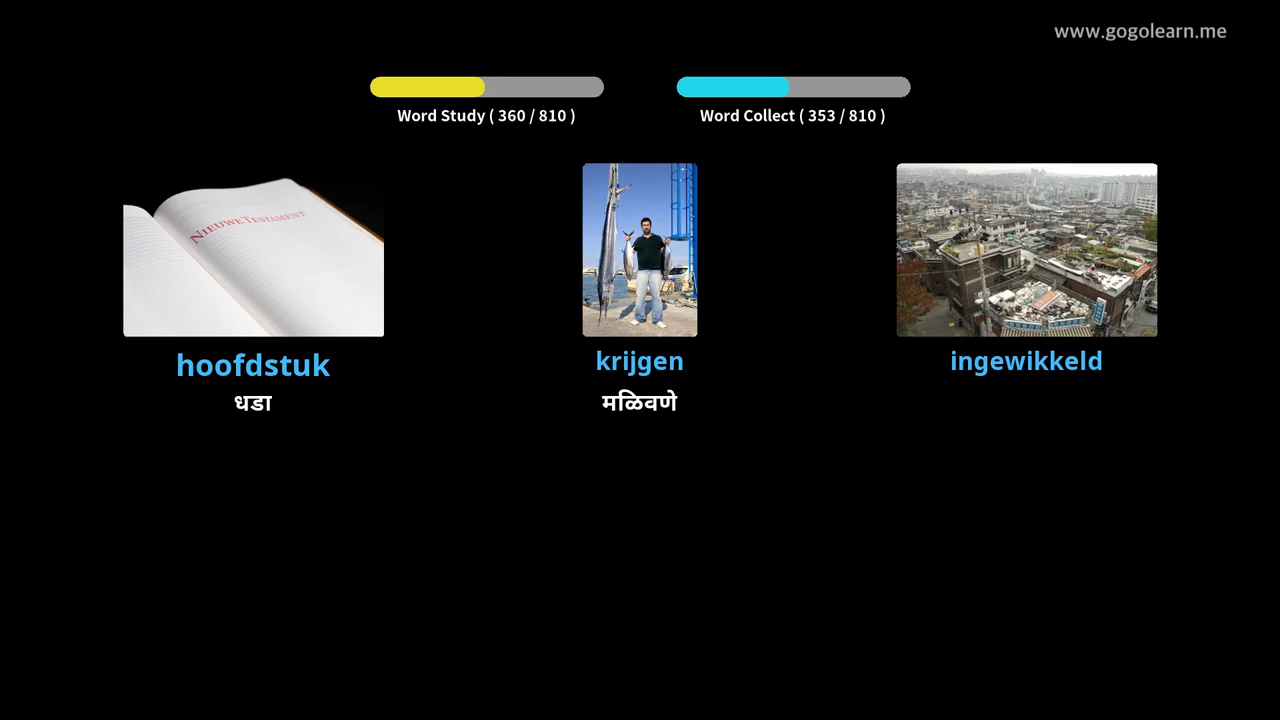 www.gogolearn.me
Word Study ( 360 / 810 )
Word Collect ( 353 / 810 )
NIEUWE TESTAMENT
hoofdstuk
krijgen
ingewikkeld
धडा
मळिवणे